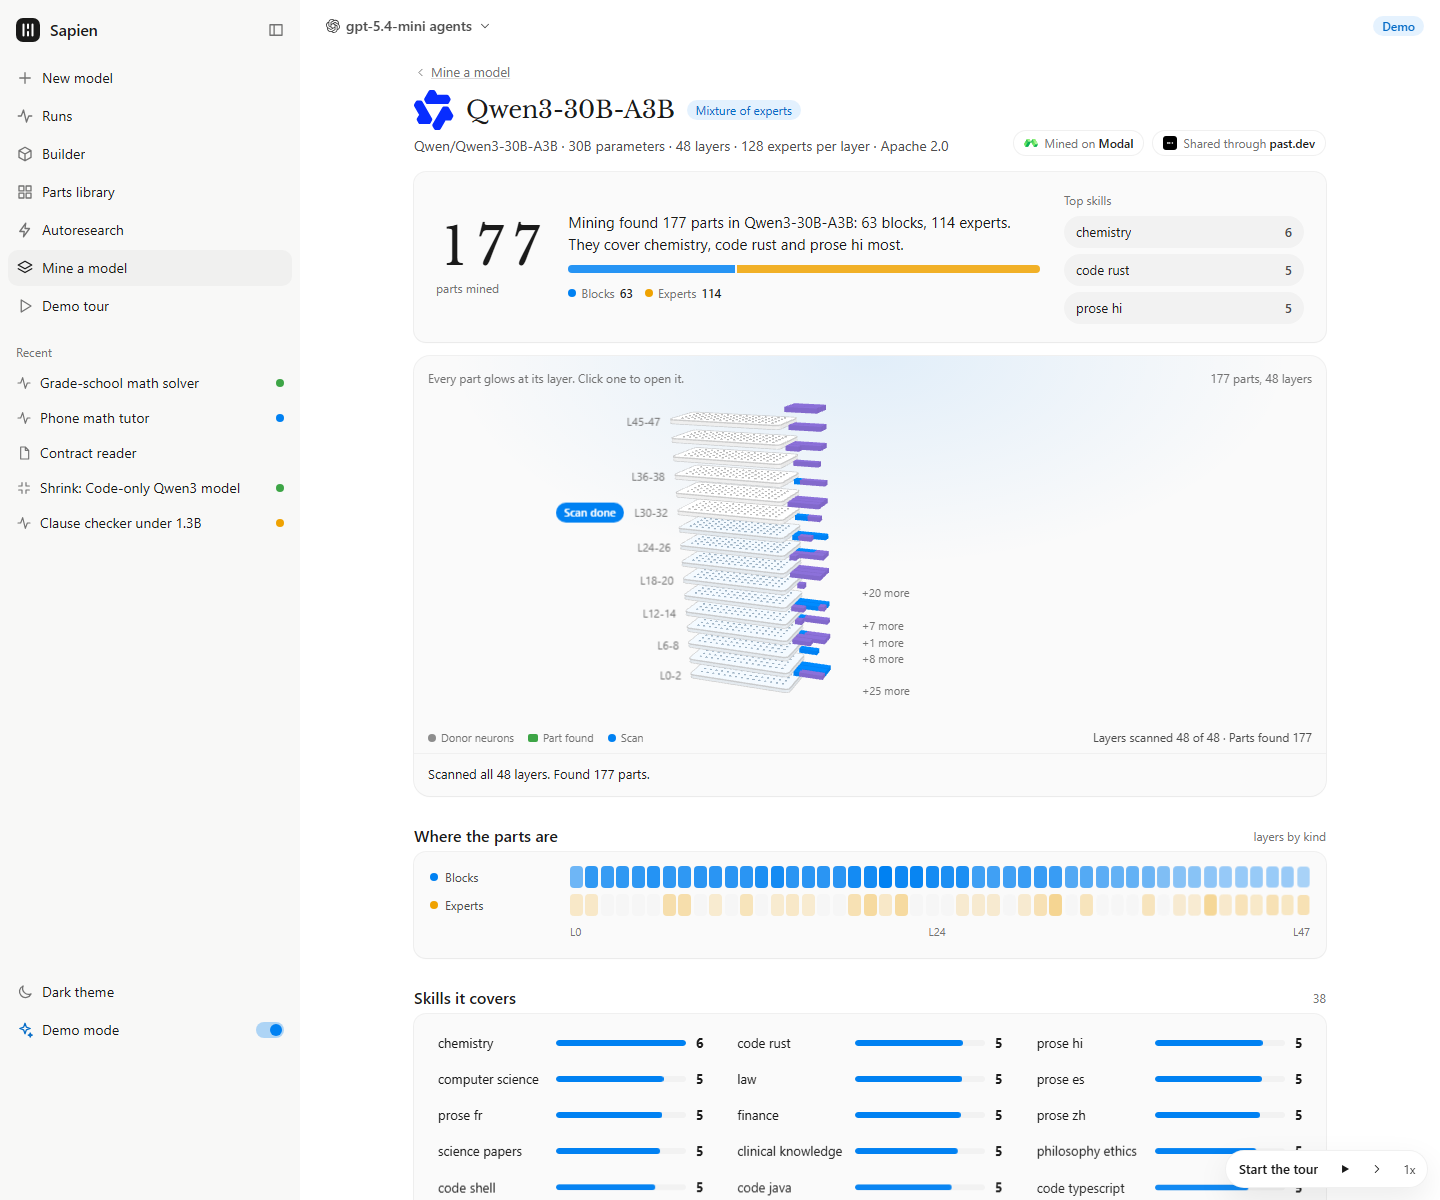 Sapien
New model
Runs
Builder
Parts library
Autoresearch
Mine a model
Demo tour
Recent
Grade-school math solver
Phone math tutor
Contract reader
Shrink: Code-only Qwen3 model
Clause checker under 1.3B
Dark theme
Demo mode
gpt-5.4-mini agents
Demo
Mine a model
Qwen3-30B-A3B
Mixture of experts
Qwen/Qwen3-30B-A3B · 30B parameters · 48 layers · 128 experts per layer · Apache 2.0
Mined on Modal
Shared through past.dev
177
parts mined
Mining found 177 parts in Qwen3-30B-A3B: 63 blocks, 114 experts.
They cover chemistry, code rust and prose hi most.
Blocks 63
Experts 114
Top skills
chemistry 6
code rust 5
prose hi 5
Every part glows at its layer. Click one to open it.
177 parts, 48 layers
L45-47
L36-38
Scan done
L30-32
L24-26
L18-20
L12-14
L6-8
L0-2
+20 more
+7 more
+1 more
+8 more
+25 more
Donor neurons
Part found
Scan
Layers scanned 48 of 48 · Parts found 177
Scanned all 48 layers. Found 177 parts.
Where the parts are
layers by kind
Blocks
Experts
L0
L24
L47
Skills it covers
38
chemistry 6
code rust 5
prose hi 5
computer science 5
law 5
prose es 5
prose fr 5
finance 5
prose zh 5
science papers 5
clinical knowledge 5
philosophy ethics
code shell 5
code java 5
code typescript
Start the tour
1x